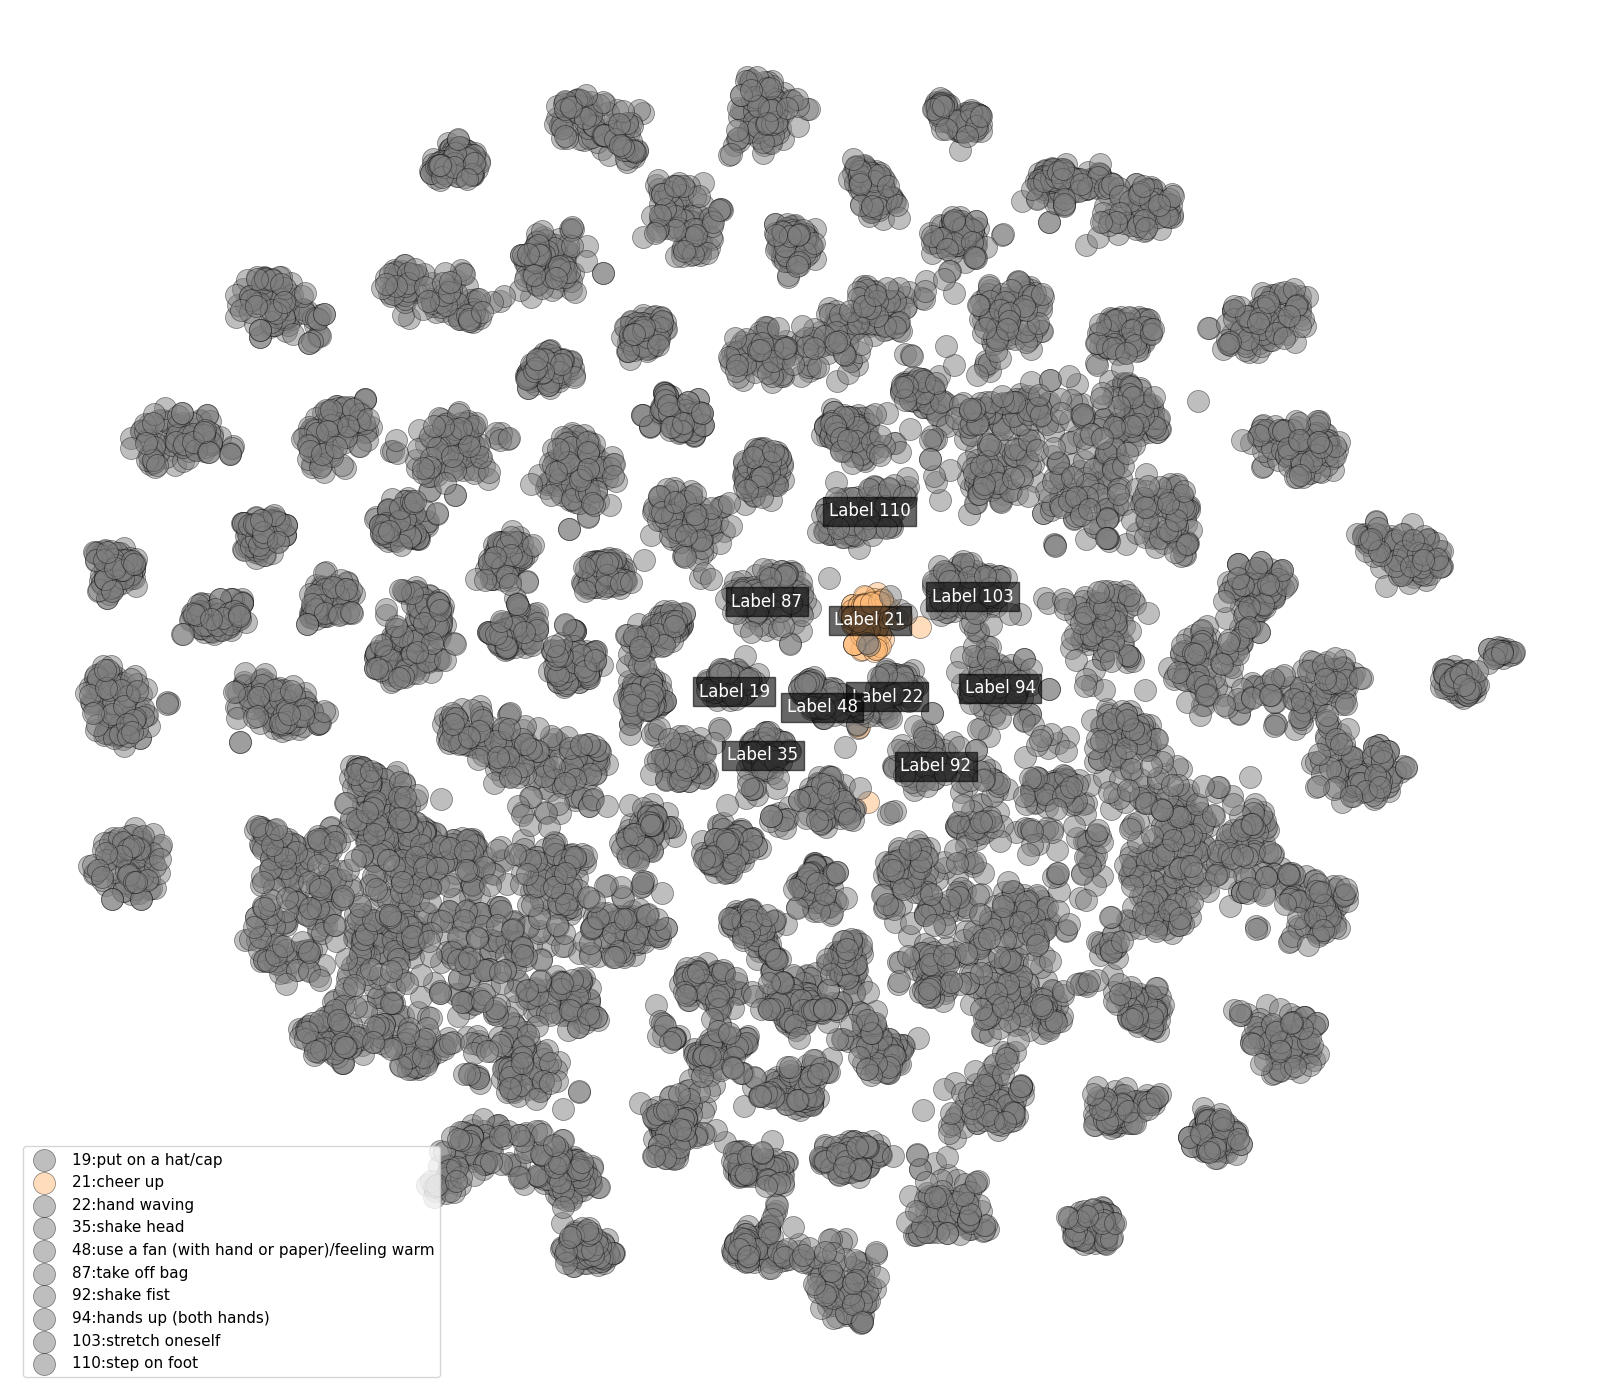 Label 110
Label 87
Label 103
Label 21
Label 19
Label 94
Label 22
Label 48
Label 35
Label 92
19:put on a hat/cap
21:cheer up
22:hand waving
35:shake head
48:use a fan (with hand or paper)/feeling warm
87:take off bag
92:shake fist
94:hands up (both hands)
103:stretch oneself
110:step on foot